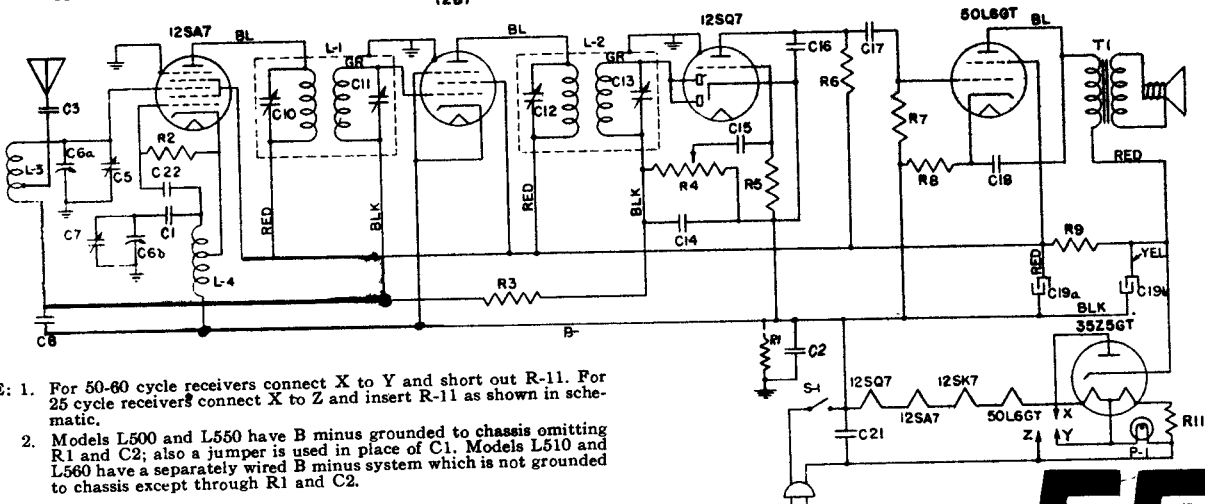 12SA7
12SQ7
50L6GT
BL
L-1
BL
L-2
BL
T1
GR
GR
C16
C17
C3
C11
C13
R6
C10
C12
R2
C15
R7
L-3
C6a
C5
C22
R4
R5
R8
C18
RED
RED
BLK
RED
BLK
C7
C6b
C1
C14
R9
RED
YEL
L-4
R3
C19a
C19b
BLK
C8
B-
35Z5GT
R1
C2
S-1
12SQ7
12SK7
12SA7
50L6GT
X
Z
Y
R11
C21
P-1
E: 1. For 50-60 cycle receivers connect X to Y and short out R-11. For
25 cycle receivers connect X to Z and insert R-11 as shown in sche-
matic.
2. Models L500 and L550 have B minus grounded to chassis omitting
R1 and C2; also a jumper is used in place of C1. Models L510 and
L560 have a separately wired B minus system which is not grounded
to chassis except through R1 and C2.